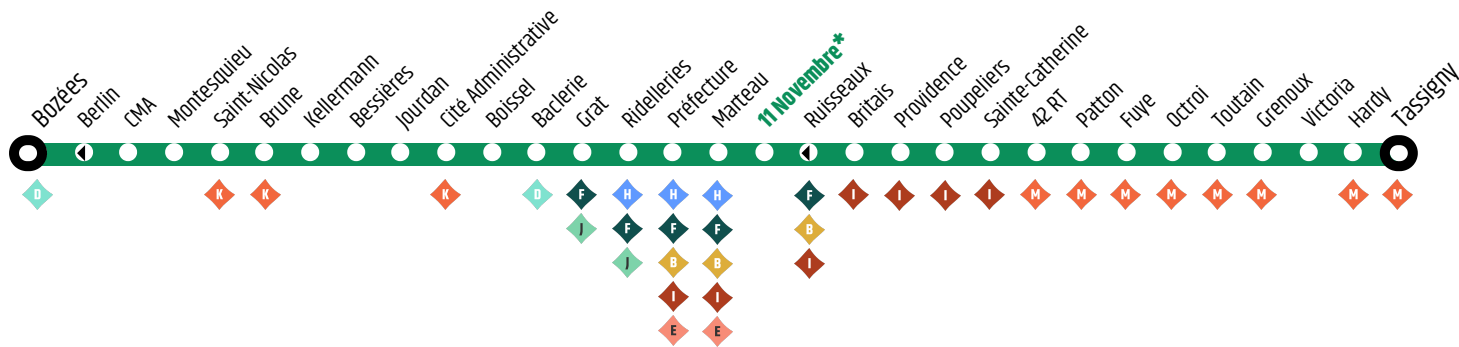 Bozées
Berlin
CMA
Montesquieu
Saint-Nicolas
Brune
Kellermann
Bessières
Jourdan
Cité Administrative
Boissel
Baclerie
Grat
Ridelleries
Préfecture
Marteau
11 Novembre*
Ruisseaux
Britais
Providence
Poupeliers
Sainte-Catherine
42 RT
Patton
Fuye
Octroi
Toutain
Grenoux
Victoria
Hardy
Tassigny
D K K K D F H H H F I I I I M M M M M M M M
J F F F B
J B B I
I I
E E